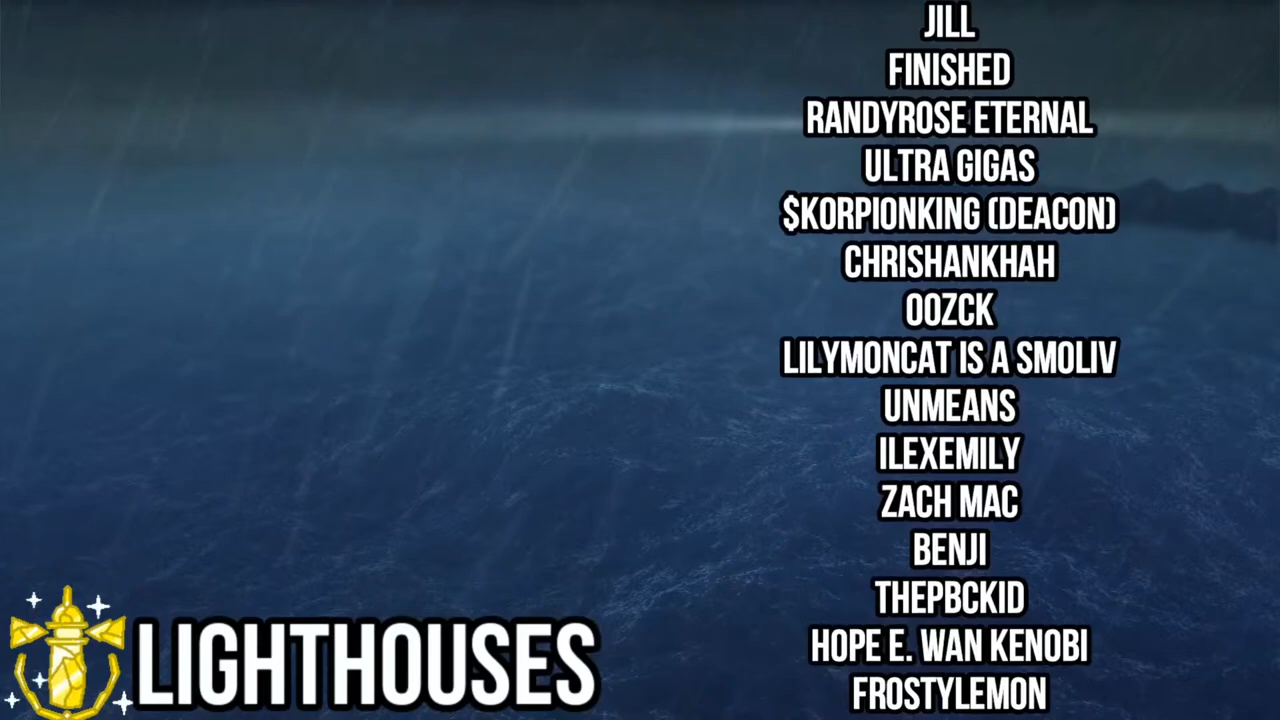 JILL
FINISHED
RANDYROSE ETERNAL
ULTRA GIGAS
$KORPIONKING (DEACON)
CHRISHANKHAH
OOZCK
LILYMONCAT IS A SMOLIV
UNMEANS
ILEXEMILY
ZACH MAC
BENJI
THEPBCKID
HOPE E. WAN KENOBI
FROSTYLEMON
LIGHTHOUSES